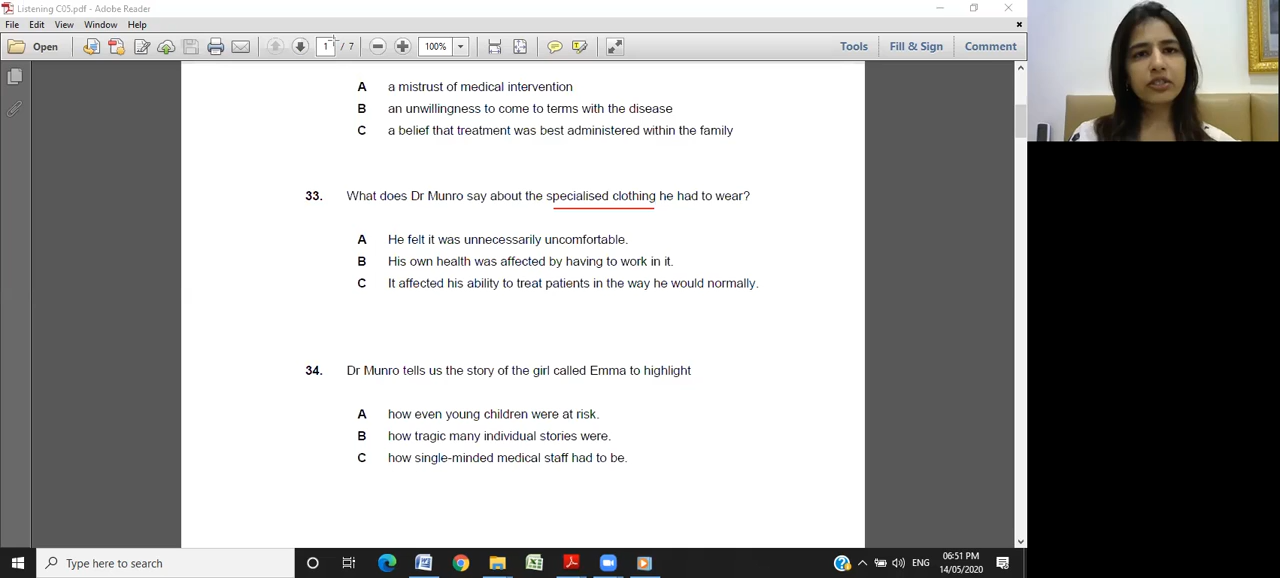 Listening C05.pdf - Adobe Reader
File Edit View Window Help
Open 1 / 7 100% Tools Fill & Sign Comment
A a mistrust of medical intervention
B an unwillingness to come to terms with the disease
C a belief that treatment was best administered within the family
33. What does Dr Munro say about the specialised clothing he had to wear?
A He felt it was unnecessarily uncomfortable.
B His own health was affected by having to work in it.
C It affected his ability to treat patients in the way he would normally.
34. Dr Munro tells us the story of the girl called Emma to highlight
A how even young children were at risk.
B how tragic many individual stories were.
C how single-minded medical staff had to be.
Type here to search ENG 06:51 PM
14/05/2020